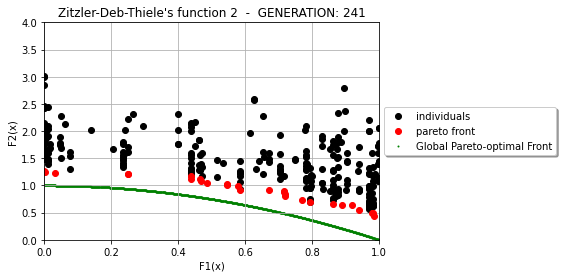 Zitzler-Deb-Thiele's function 2 - GENERATION: 241
4.0
3.5
3.0
2.5
2.0
1.5
1.0
0.5
0.0
F2(x)
0.0 0.2 0.4 0.6 0.8 1.0
F1(x)
individuals
pareto front
Global Pareto-optimal Front